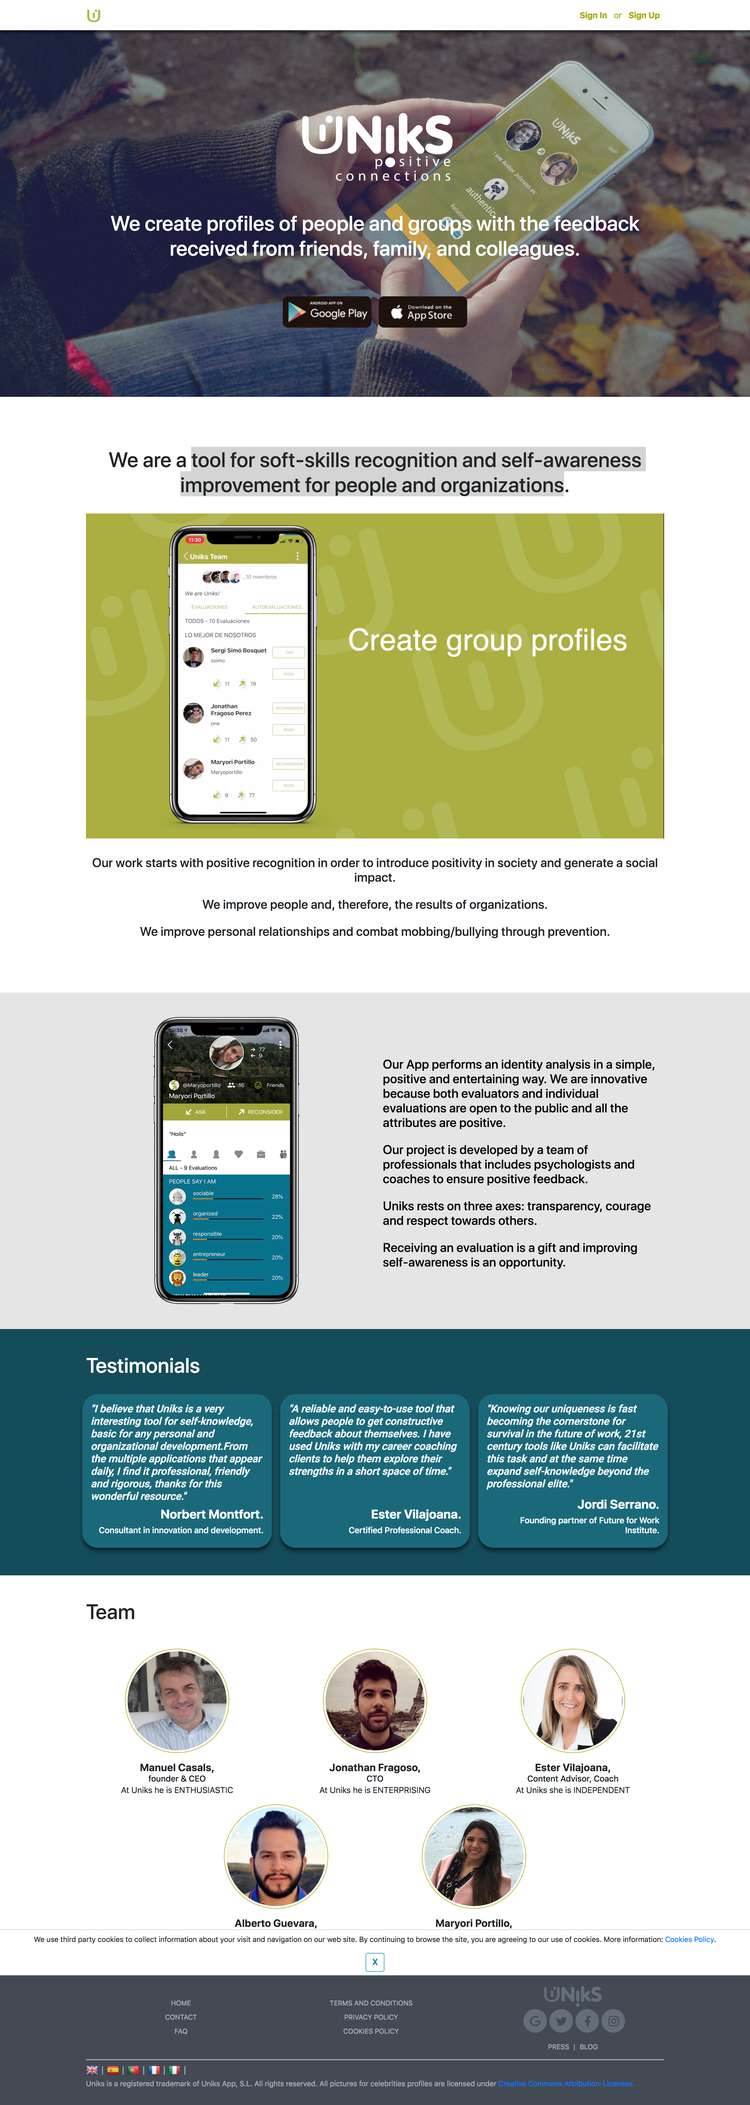 Sign In or Sign Up
UNikS
positive
connections
We create profiles of people and groups with the feedback
received from friends, family, and colleagues.
ANDROID APP ON
Google Play
Download on the
App Store
We are a tool for soft-skills recognition and self-awareness
improvement for people and organizations.
11:30
Uniks Team
10 miembros
We are Uniks!
EVALUACIONES AUTOEVALUACIONES
TODOS - 10 Evaluaciones
LO MEJOR DE NOSOTROS
Sergi Simó Bosquet
ssimo
11 19
Jonathan
Fragoso Perez
one
11 50
Maryori Portillo
Maryoportillo
9 77
Create group profiles
Our work starts with positive recognition in order to introduce positivity in society and generate a social
impact.
We improve people and, therefore, the results of organizations.
We improve personal relationships and combat mobbing/bullying through prevention.
77
9
@Maryoportillo Friends
Maryori Portillo
ASK RECONSIDER
"Holis"
ALL - 9 Evaluations
PEOPLE SAY I AM
sociable 28%
organized 22%
responsible 20%
entrepreneur 20%
leader 20%
Our App performs an identity analysis in a simple,
positive and entertaining way. We are innovative
because both evaluators and individual
evaluations are open to the public and all the
attributes are positive.
Our project is developed by a team of
professionals that includes psychologists and
coaches to ensure positive feedback.
Uniks rests on three axes: transparency, courage
and respect towards others.
Receiving an evaluation is a gift and improving
self-awareness is an opportunity.
Testimonials
"I believe that Uniks is a very
interesting tool for self-knowledge,
basic for any personal and
organizational development.From
the multiple applications that appear
daily, I find it professional, friendly
and rigorous, thanks for this
wonderful resource."
Norbert Montfort.
Consultant in innovation and development.
"A reliable and easy-to-use tool that
allows people to get constructive
feedback about themselves. I have
used Uniks with my career coaching
clients to help them explore their
strengths in a short space of time."
Ester Vilajoana.
Certified Professional Coach.
"Knowing our uniqueness is fast
becoming the cornerstone for
survival in the future of work, 21st
century tools like Uniks can facilitate
this task and at the same time
expand self-knowledge beyond the
professional elite."
Jordi Serrano.
Founding partner of Future for Work
Institute.
Team
Manuel Casals,
founder & CEO
At Uniks he is ENTHUSIASTIC
Jonathan Fragoso,
CTO
At Uniks he is ENTERPRISING
Ester Vilajoana,
Content Advisor, Coach
At Uniks she is INDEPENDENT
Alberto Guevara,
Maryori Portillo,
We use third party cookies to collect information about your visit and navigation on our web site. By continuing to browse the site, you are agreeing to our use of cookies. More information: Cookies Policy.
X
HOME
CONTACT
FAQ
TERMS AND CONDITIONS
PRIVACY POLICY
COOKIES POLICY
UNikS
PRESS | BLOG
Uniks is a registered trademark of Uniks App, S.L. All rights reserved. All pictures for celebrities profiles are licensed under Creative Commons Attribution-Licenses.